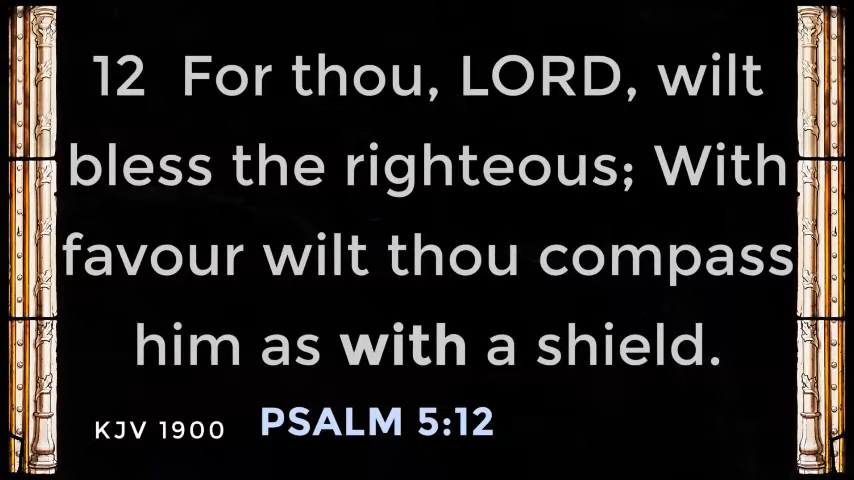 12 For thou, LORD, wilt
bless the righteous; With
favour wilt thou compass
him as with a shield.
KJV 1900 PSALM 5:12